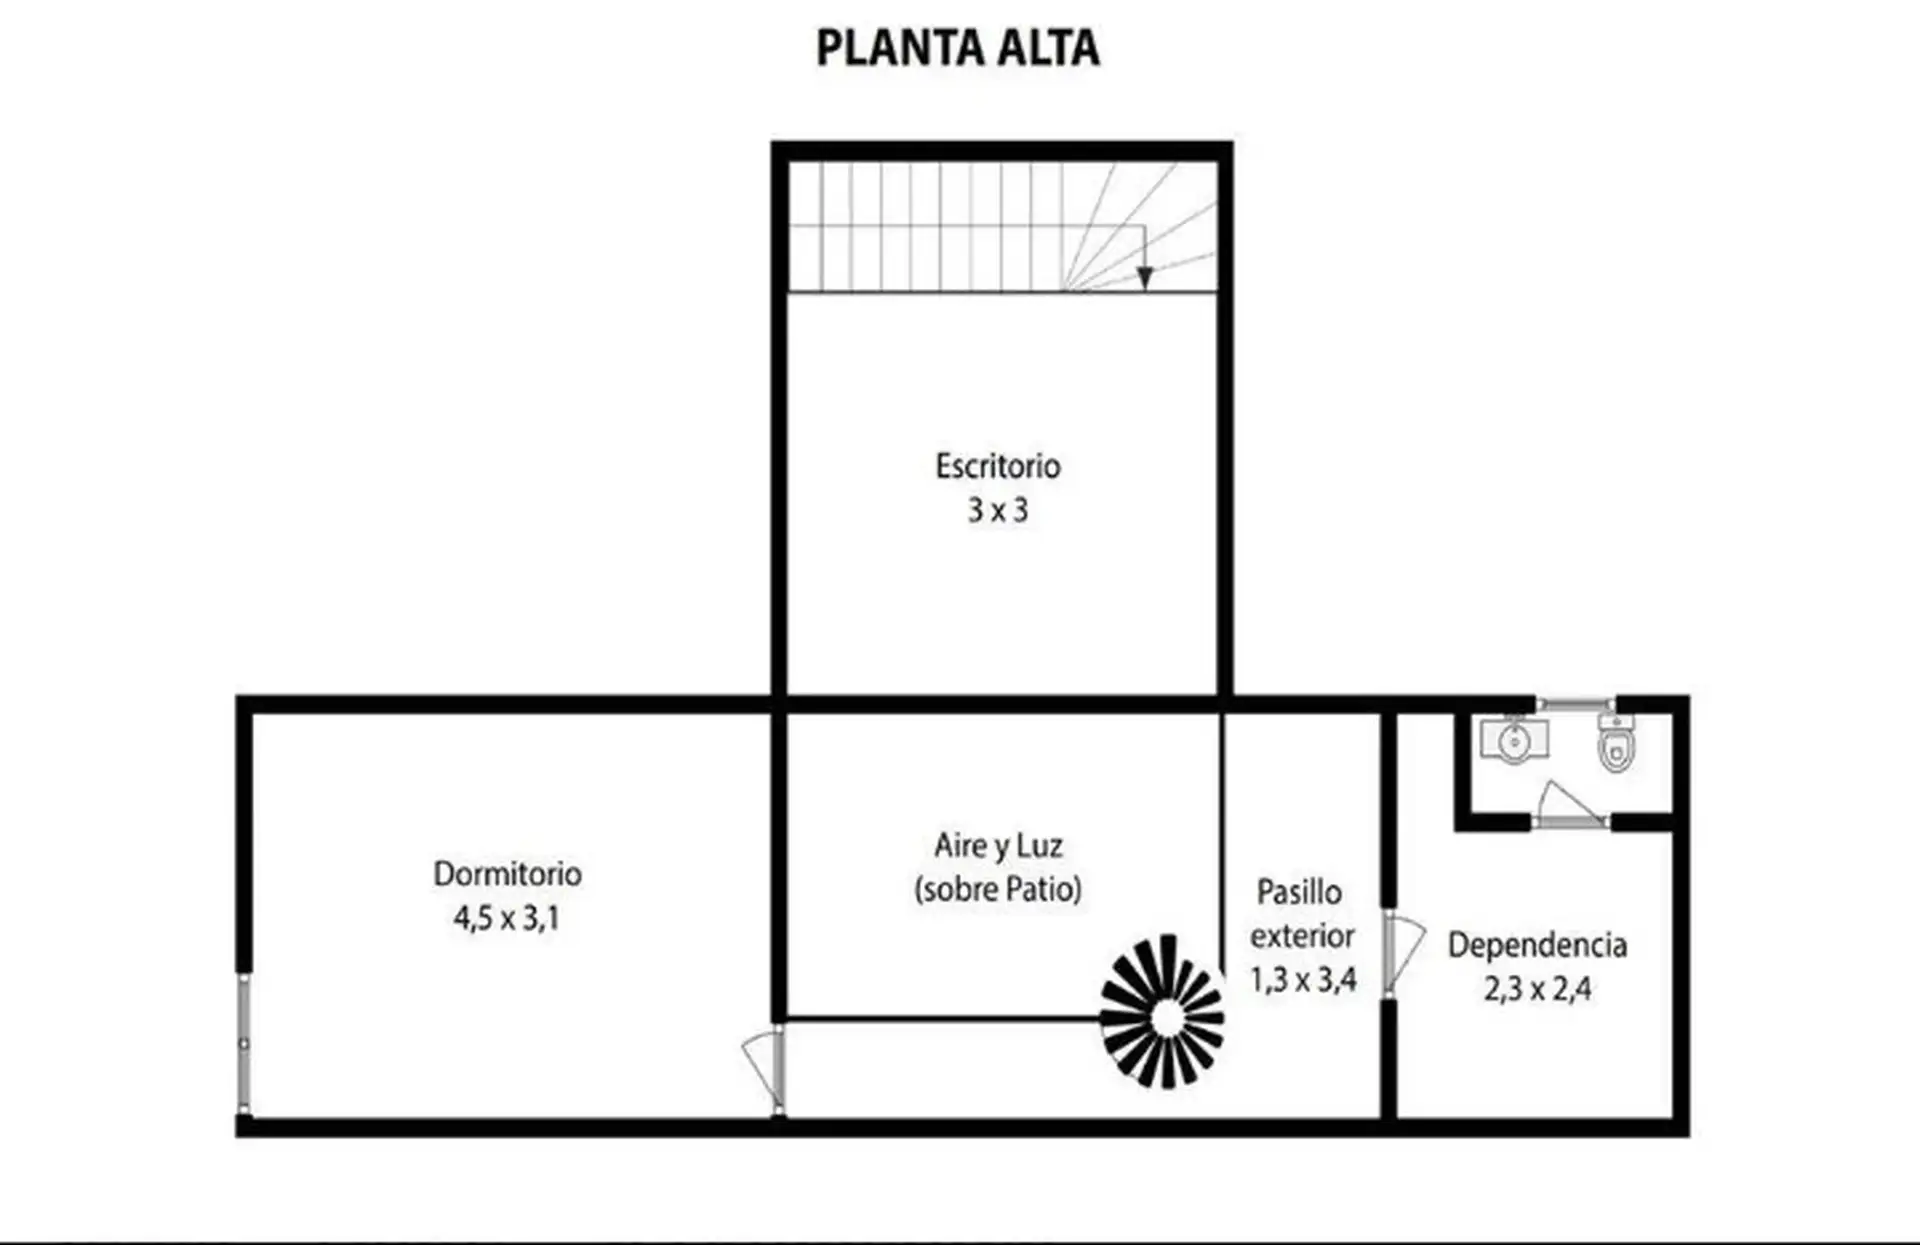 PLANTA ALTA
Escritorio
3 x 3
Dormitorio
4,5 x 3,1
Aire y Luz
(sobre Patio)
Pasillo
exterior
1,3 x 3,4
Dependencia
2,3 x 2,4